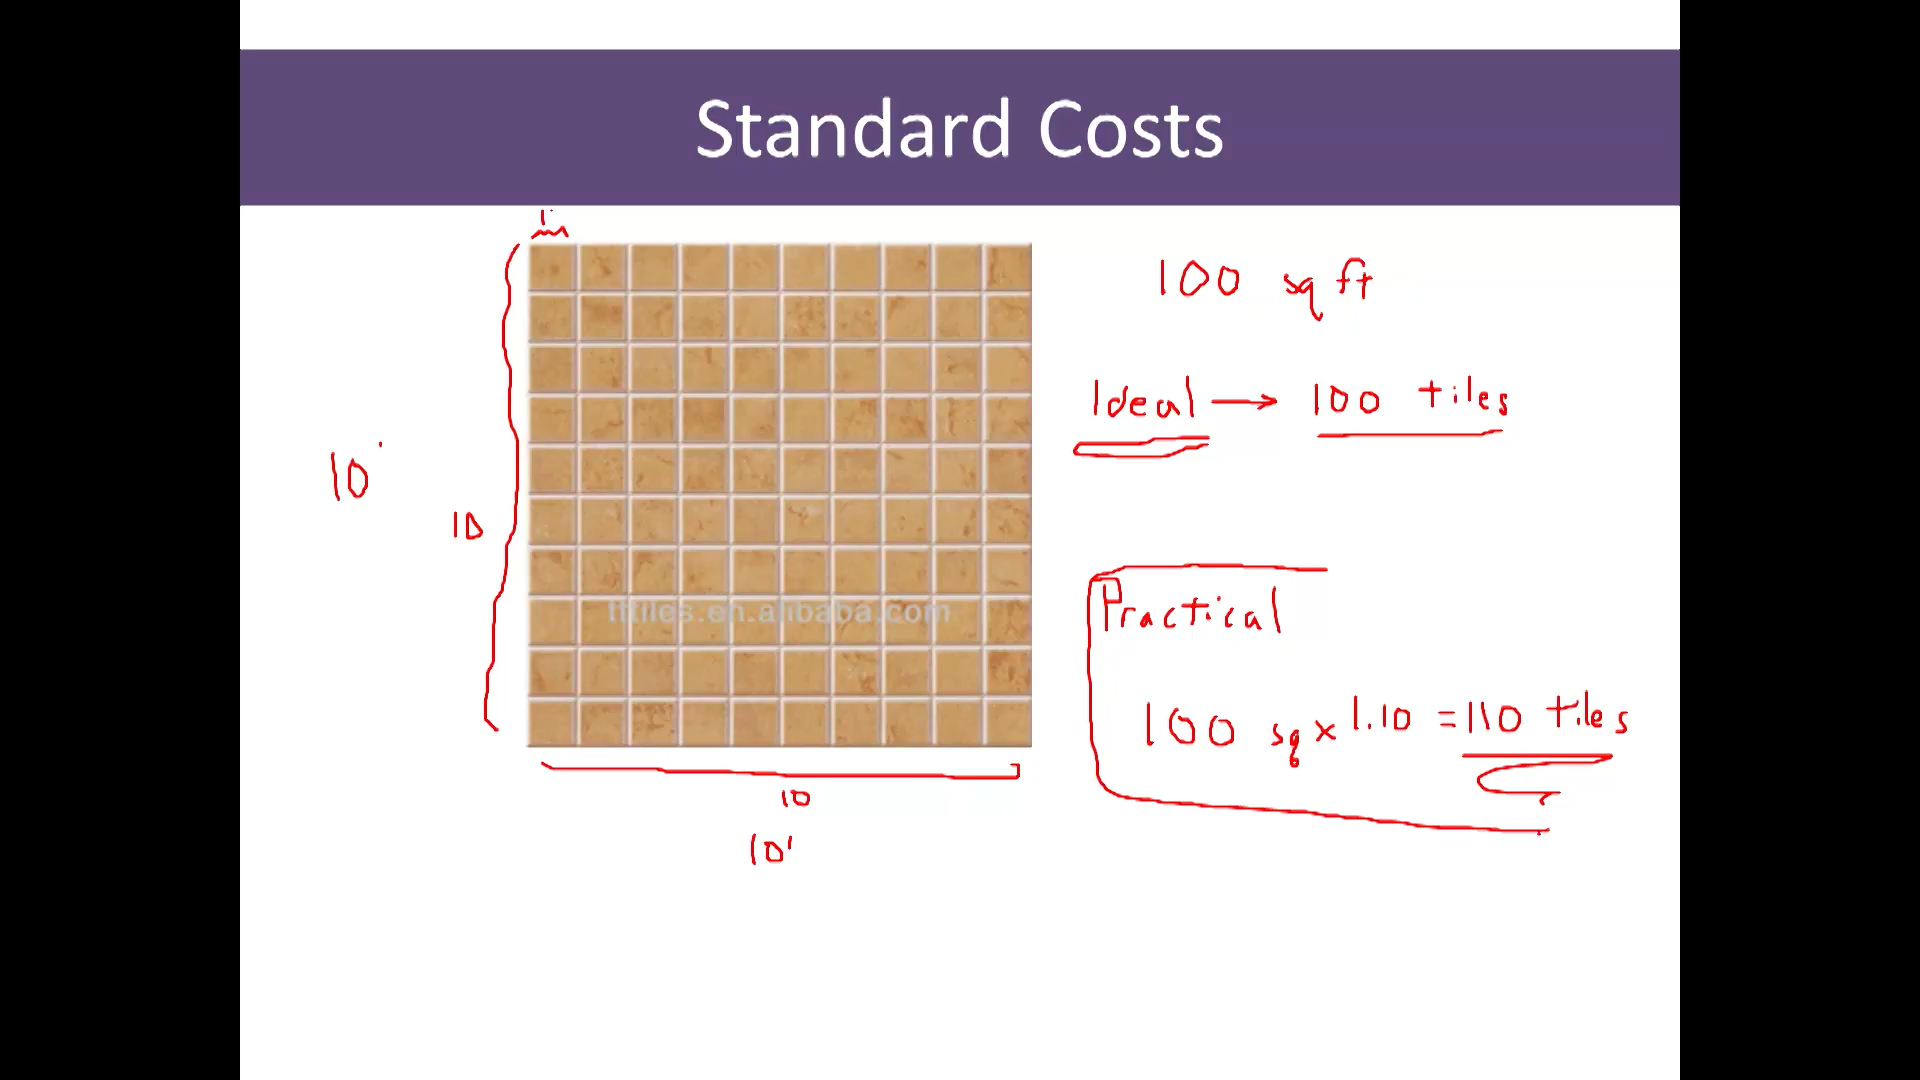 Standard Costs
1'
100 sq ft
Ideal → 100 tiles
10'
10
Practical
100 sq x 1.10 = 110 tiles
10
10'